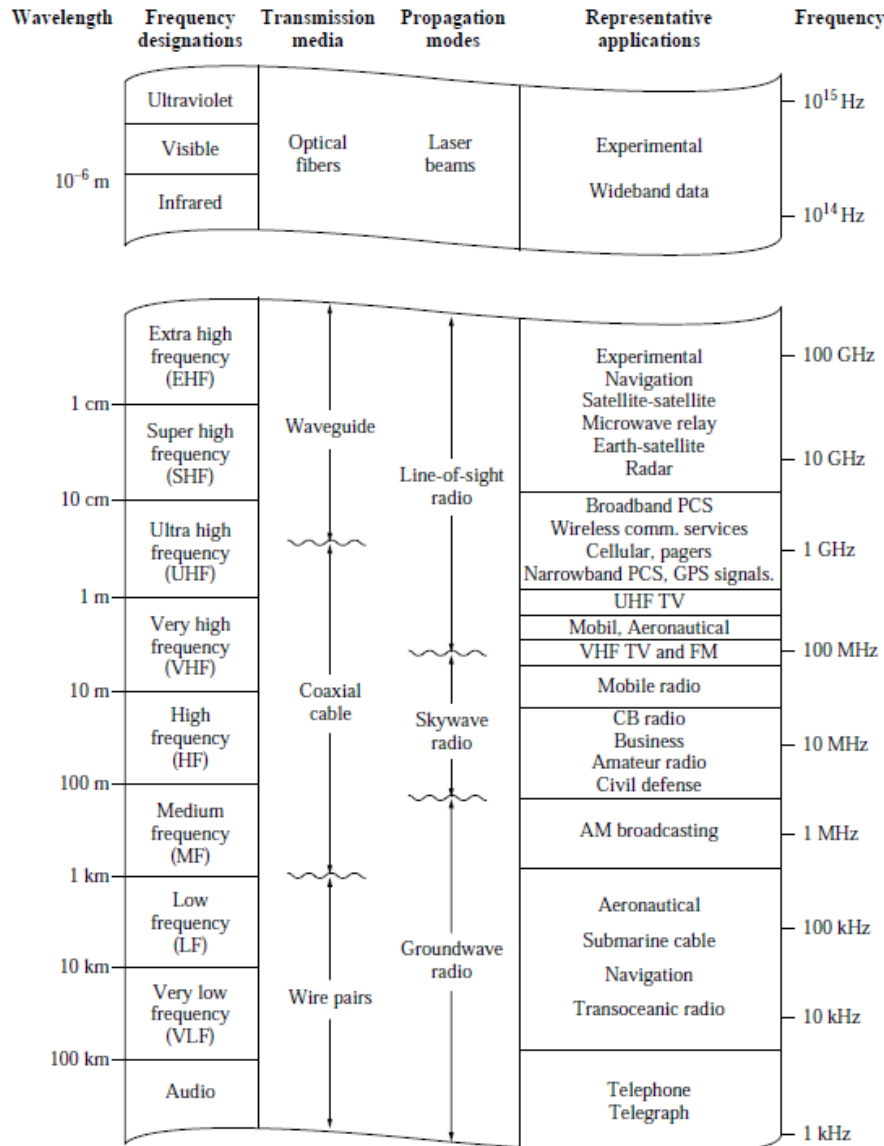 Wavelength
Frequency
designations
Transmission
media
Propagation
modes
Representative
applications
Frequency
Ultraviolet
Visible
Infrared
10⁻⁶ m
Optical
fibers
Laser
beams
Experimental
Wideband data
10¹⁵ Hz
10¹⁴ Hz
Extra high
frequency
(EHF)
1 cm
Super high
frequency
(SHF)
10 cm
Ultra high
frequency
(UHF)
1 m
Very high
frequency
(VHF)
10 m
High
frequency
(HF)
100 m
Medium
frequency
(MF)
1 km
Low
frequency
(LF)
10 km
Very low
frequency
(VLF)
100 km
Audio
Waveguide
Coaxial
cable
Wire pairs
Line-of-sight
radio
Skywave
radio
Groundwave
radio
Experimental
Navigation
Satellite-satellite
Microwave relay
Earth-satellite
Radar
Broadband PCS
Wireless comm. services
Cellular, pagers
Narrowband PCS, GPS signals.
UHF TV
Mobil, Aeronautical
VHF TV and FM
Mobile radio
CB radio
Business
Amateur radio
Civil defense
AM broadcasting
Aeronautical
Submarine cable
Navigation
Transoceanic radio
Telephone
Telegraph
100 GHz
10 GHz
1 GHz
100 MHz
10 MHz
1 MHz
100 kHz
10 kHz
1 kHz